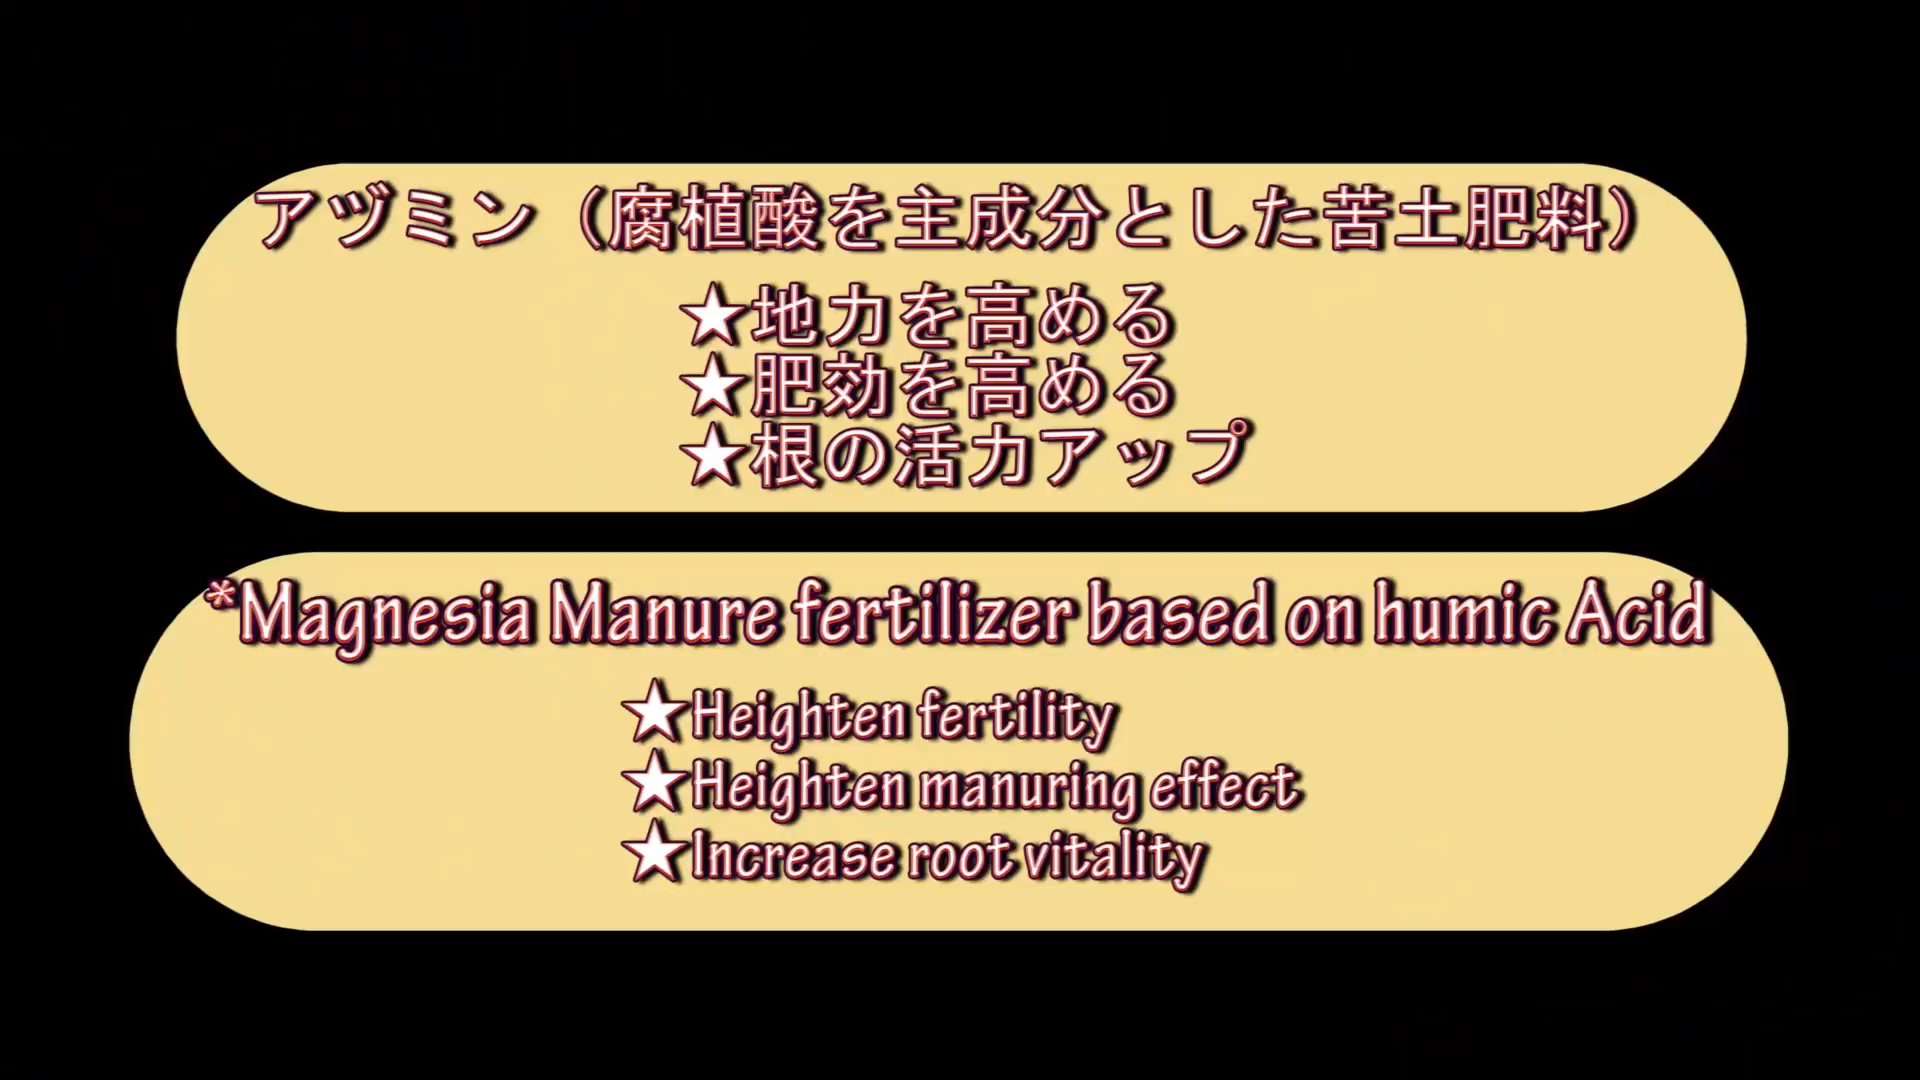 アヅミン（腐植酸を主成分とした苦土肥料）
★地力を高める
★肥効を高める
★根の活力アップ
*Magnesia Manure fertilizer based on humic Acid
★Heighten fertility
★Heighten manuring effect
★Increase root vitality